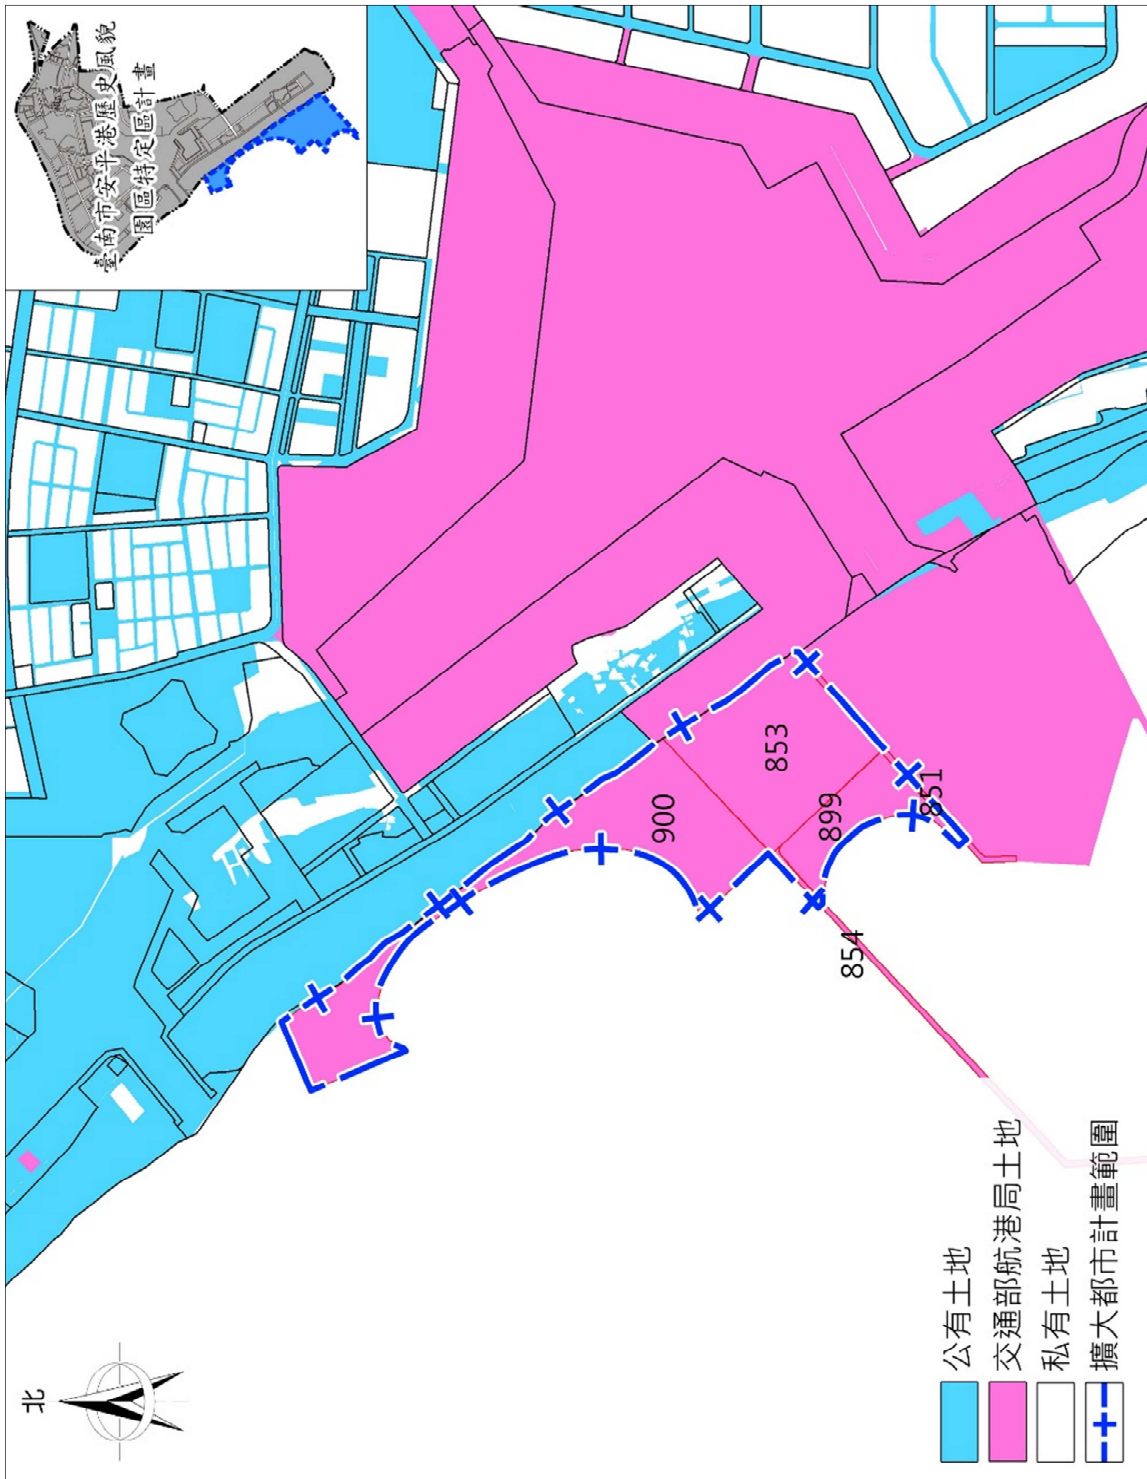 臺南市安平港歷史風貌
園區特定區計畫
900
853
899
851
854
北
公有土地
交通部航港局土地
私有土地
擴大都市計畫範圍